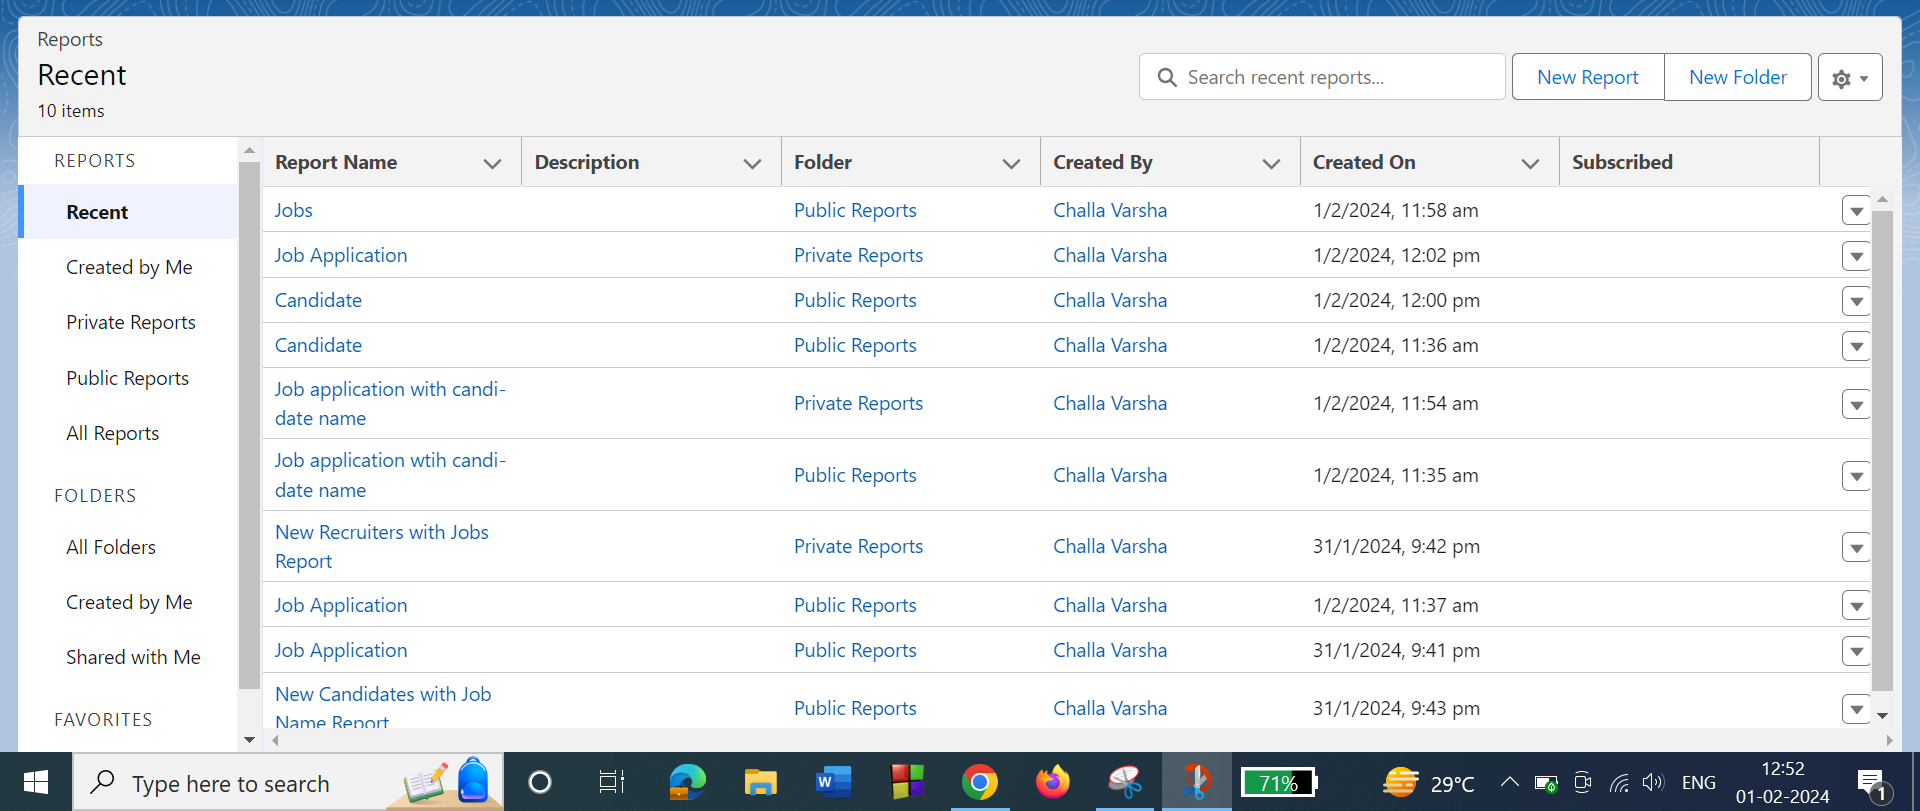 Reports
Recent
10 items
Search recent reports...
New Report
New Folder
REPORTS
Recent
Created by Me
Private Reports
Public Reports
All Reports
FOLDERS
All Folders
Created by Me
Shared with Me
FAVORITES
Report Name Description Folder Created By Created On Subscribed
Jobs Public Reports Challa Varsha 1/2/2024, 11:58 am
Job Application Private Reports Challa Varsha 1/2/2024, 12:02 pm
Candidate Public Reports Challa Varsha 1/2/2024, 12:00 pm
Candidate Public Reports Challa Varsha 1/2/2024, 11:36 am
Job application with candi-
date name Private Reports Challa Varsha 1/2/2024, 11:54 am
Job application wtih candi-
date name Public Reports Challa Varsha 1/2/2024, 11:35 am
New Recruiters with Jobs
Report Private Reports Challa Varsha 31/1/2024, 9:42 pm
Job Application Public Reports Challa Varsha 1/2/2024, 11:37 am
Job Application Public Reports Challa Varsha 31/1/2024, 9:41 pm
New Candidates with Job
Name Report Public Reports Challa Varsha 31/1/2024, 9:43 pm
Type here to search
W
71%
29°C
ENG
12:52
01-02-2024
1